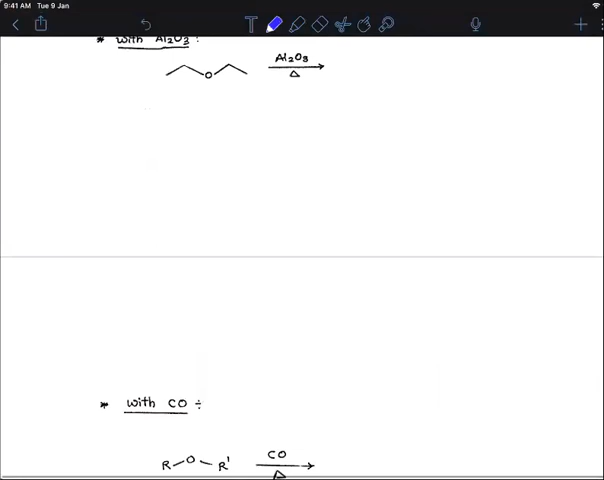 9:41 AM Tue 9 Jan
* with Al2O3 :
O Al2O3
Δ
* with CO ÷
R-O-R' CO
Δ